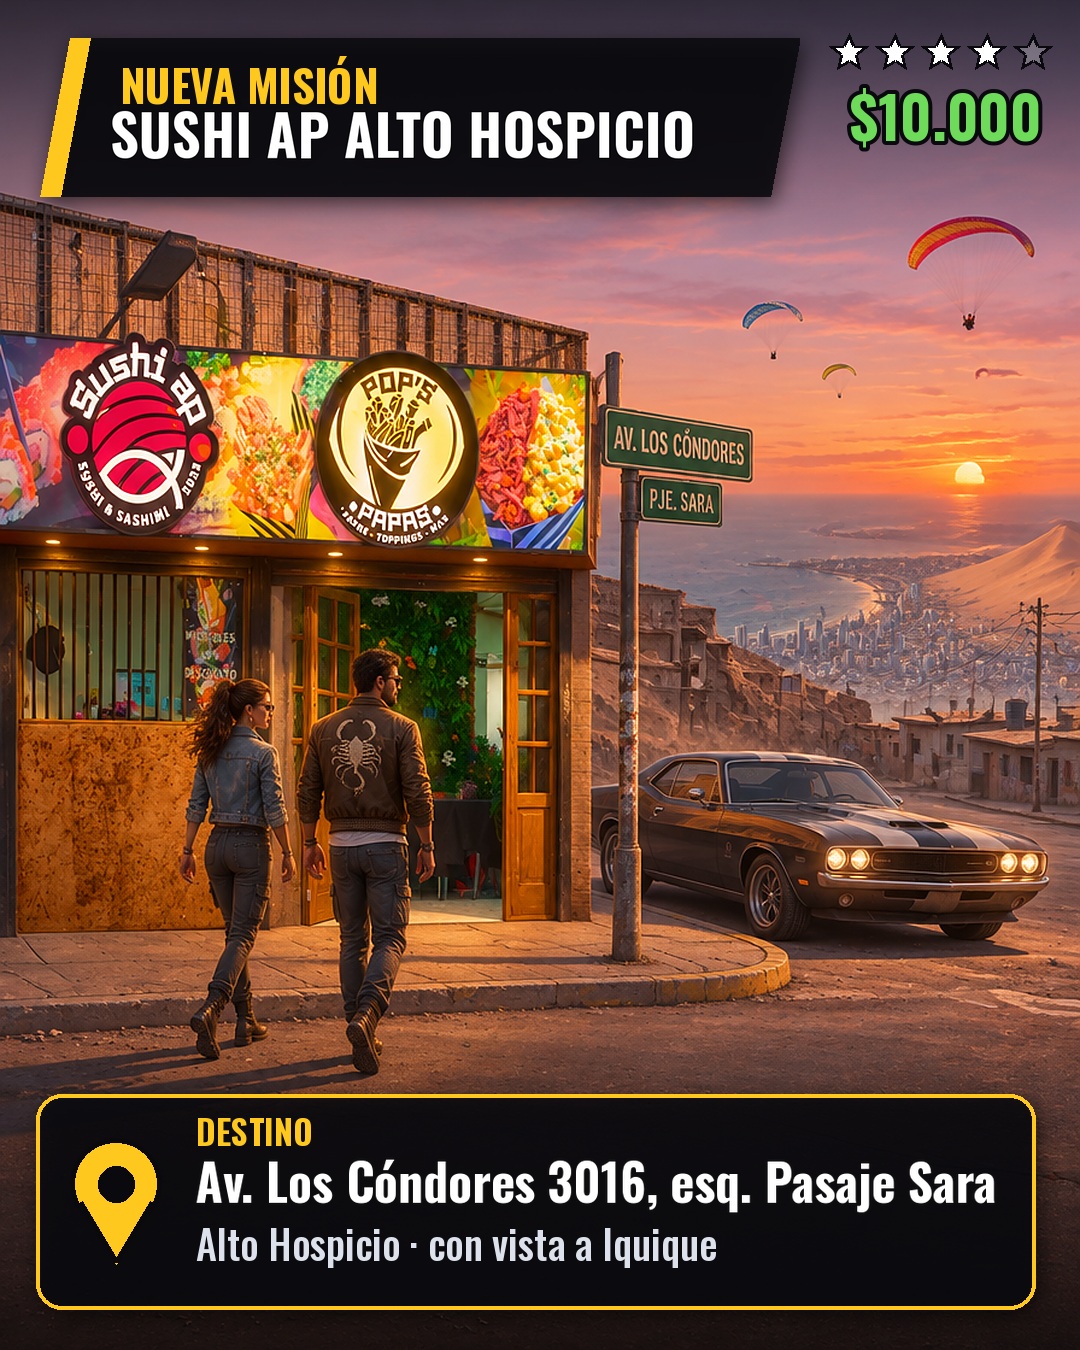 NUEVA MISIÓN
SUSHI AP ALTO HOSPICIO
$10.000
sushi ap
SUSHI & SASHIMI
POP'S
PAPAS
TOPPINGS
AV. LOS CÓNDORES
PJE. SARA
DESTINO
Av. Los Cóndores 3016, esq. Pasaje Sara
Alto Hospicio · con vista a Iquique